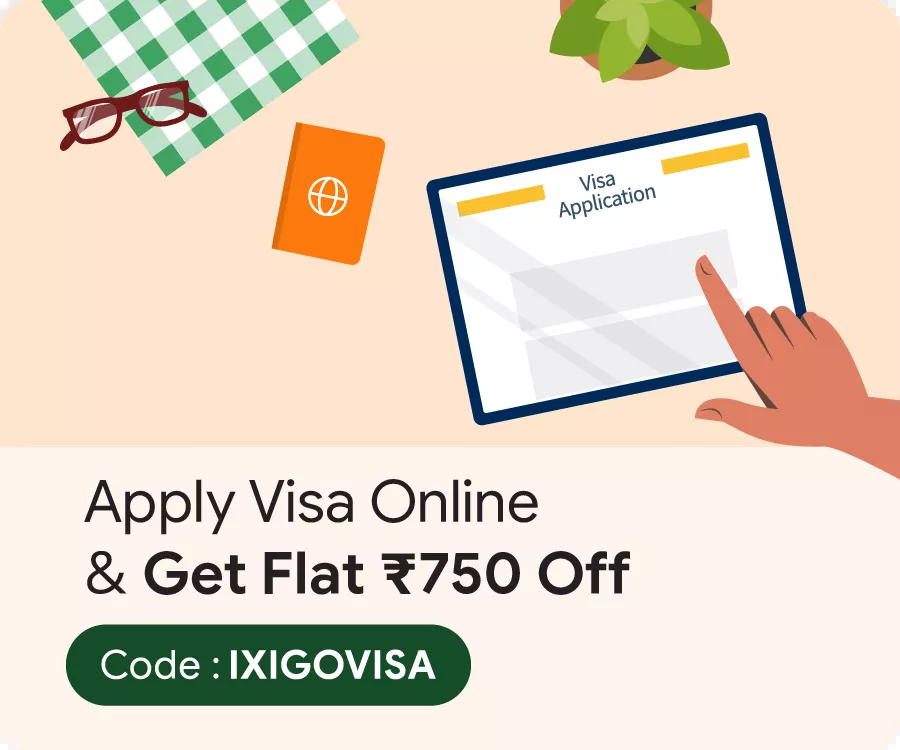 Visa
Application
Apply Visa Online
& Get Flat ₹750 Off
Code : IXIGOVISA